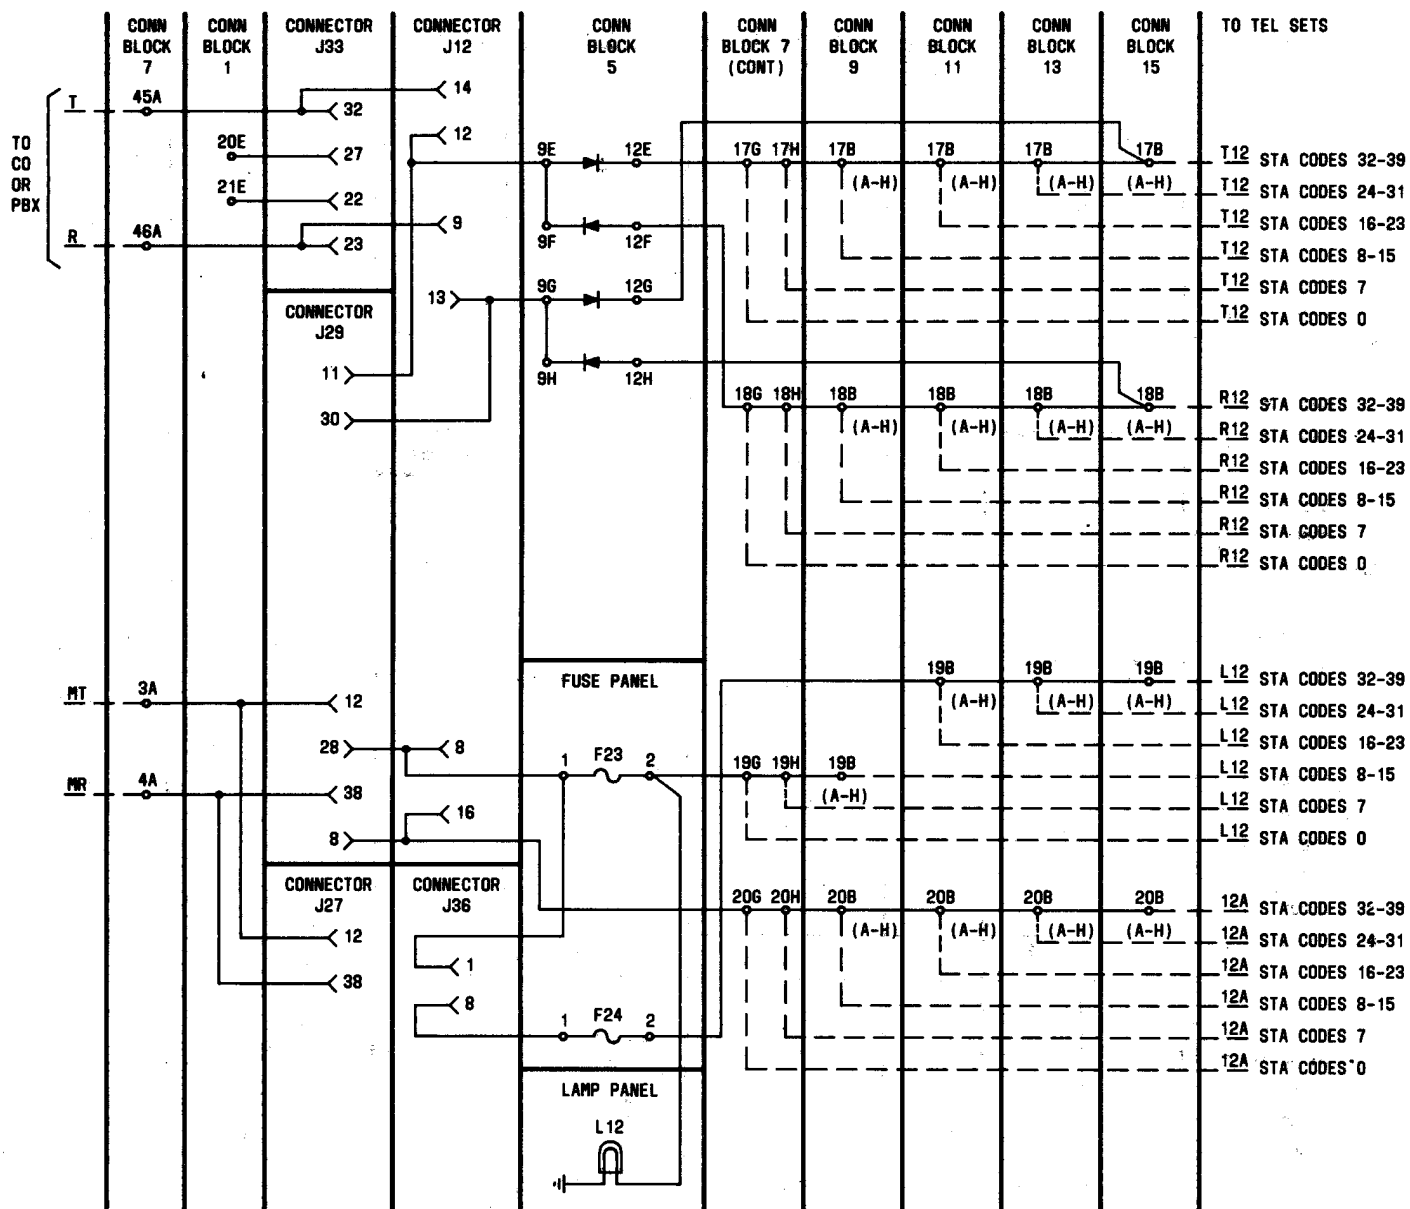 CONN BLOCK 7
CONN BLOCK 1
CONNECTOR J33
CONNECTOR J12
CONN BLOCK 5
CONN BLOCK 7 (CONT)
CONN BLOCK 9
CONN BLOCK 11
CONN BLOCK 13
CONN BLOCK 15
TO TEL SETS
TO CO OR PBX
T
45A
32
14
20E
27
12
21E
22
R
46A
23
9
9E
12E
17G
17H
17B
17B
17B
17B
(A-H)
(A-H)
(A-H)
(A-H)
T12 STA CODES 32-39
T12 STA CODES 24-31
T12 STA CODES 16-23
T12 STA CODES 8-15
T12 STA CODES 7
T12 STA CODES 0
9F
12F
13
9G
12G
CONNECTOR J29
11
30
9H
12H
18G
18H
18B
18B
18B
18B
(A-H)
(A-H)
(A-H)
(A-H)
R12 STA CODES 32-39
R12 STA CODES 24-31
R12 STA CODES 16-23
R12 STA CODES 8-15
R12 STA CODES 7
R12 STA CODES 0
FUSE PANEL
MT
3A
12
28
8
MR
4A
38
16
8
1
F23
2
19G
19H
19B
(A-H)
19B
19B
19B
(A-H)
(A-H)
(A-H)
L12 STA CODES 32-39
L12 STA CODES 24-31
L12 STA CODES 16-23
L12 STA CODES 8-15
L12 STA CODES 7
L12 STA CODES 0
CONNECTOR J27
CONNECTOR J36
12
38
1
8
1
F24
2
20G
20H
20B
20B
20B
20B
(A-H)
(A-H)
(A-H)
(A-H)
12A STA CODES 32-39
12A STA CODES 24-31
12A STA CODES 16-23
12A STA CODES 8-15
12A STA CODES 7
12A STA CODES 0
LAMP PANEL
L12